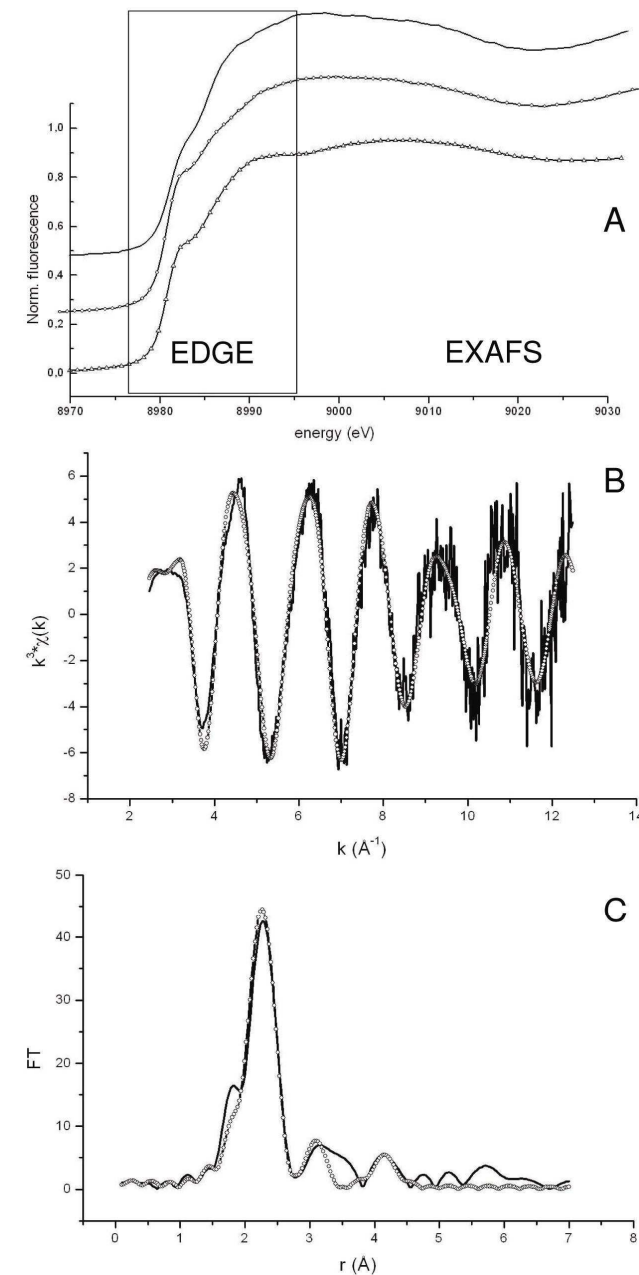 1,0
0,8
0,6
0,4
0,2
0,0
Norm. fluorescence
A
EDGE
EXAFS
8970 8980 8990 9000 9010 9020 9030
energy (eV)
B
6
4
2
0
-2
-4
-6
-8
k³*χ(k)
2 4 6 8 10 12 14
k (Å⁻¹)
C
50
40
30
20
10
0
FT
0 1 2 3 4 5 6 7 8
r (Å)